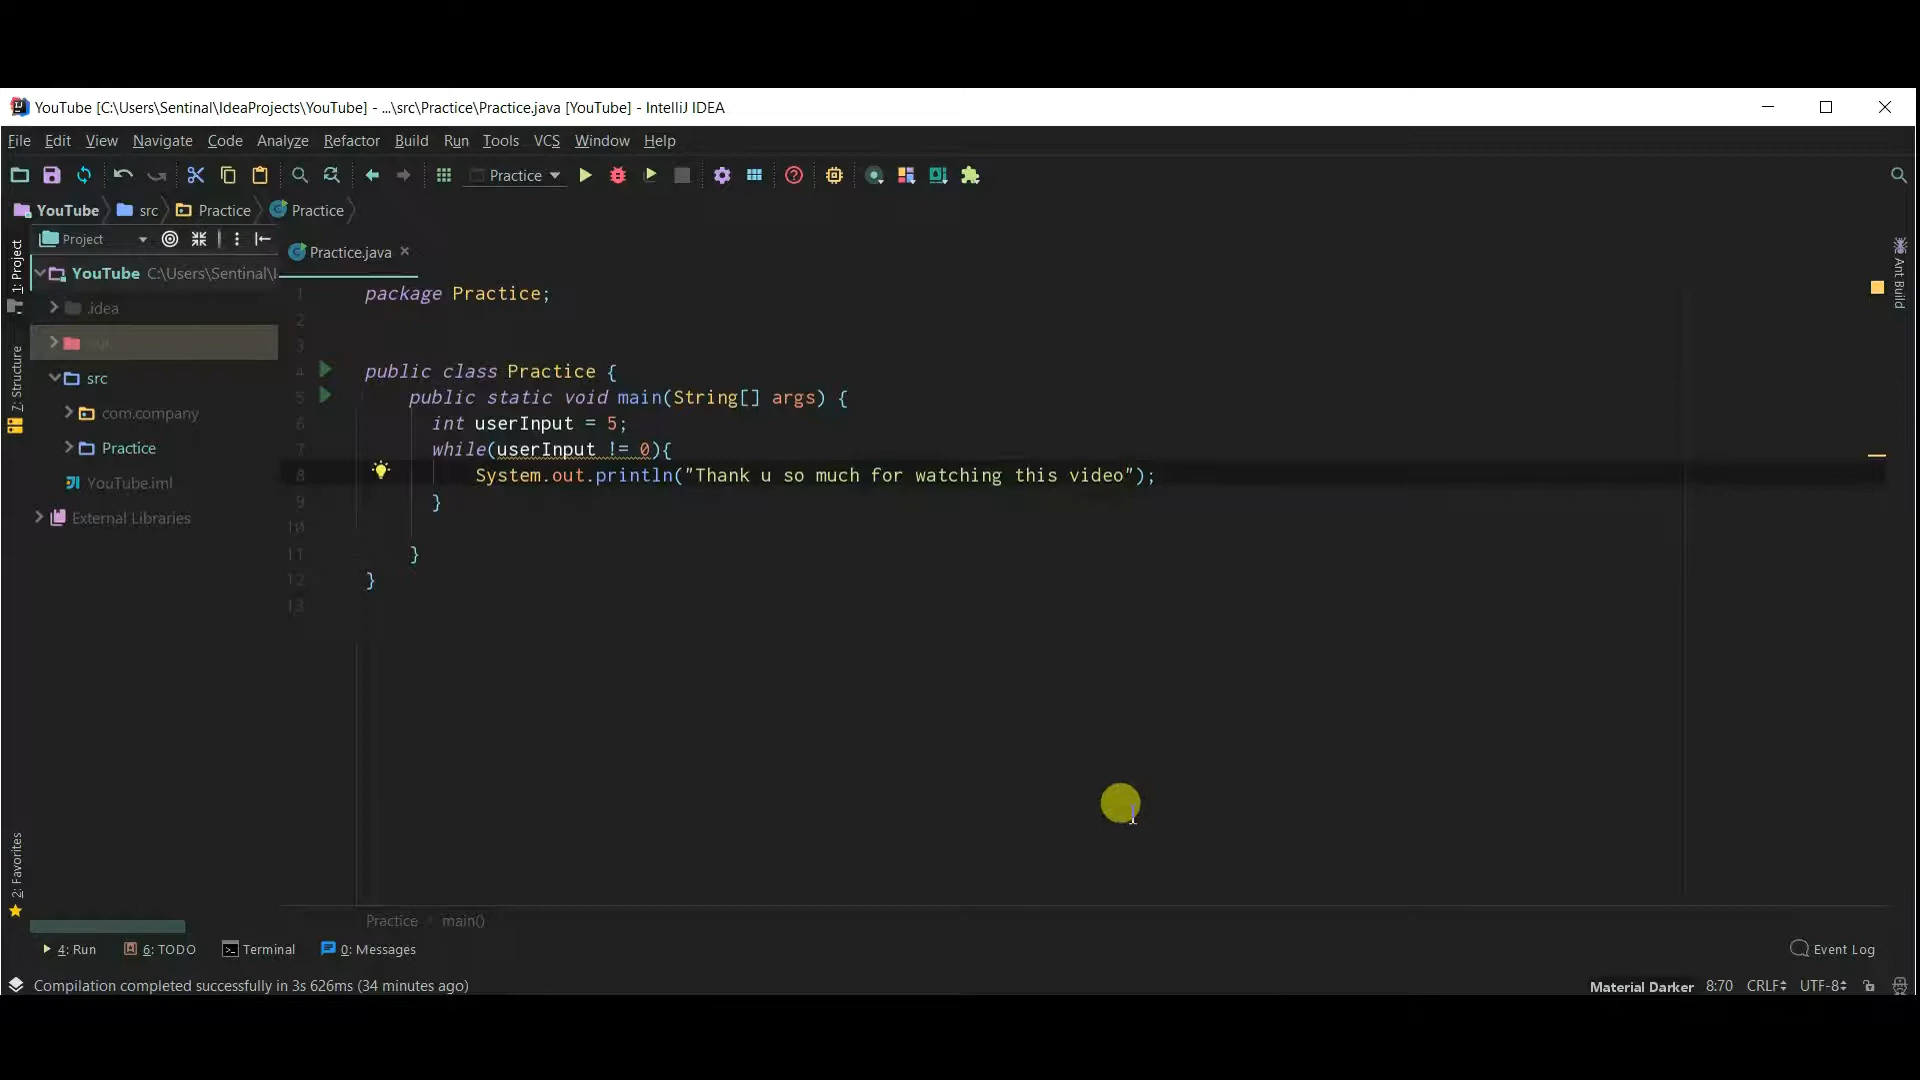 YouTube [C:\Users\Sentinal\IdeaProjects\YouTube] - ...\src\Practice\Practice.java [YouTube] - IntelliJ IDEA
File Edit View Navigate Code Analyze Refactor Build Run Tools VCS Window Help
Practice
YouTube src Practice Practice
1: Project
7: Structure
2: Favorites
Project
YouTube C:\Users\Sentinal\I
.idea
src
com.company
Practice
YouTube.iml
External Libraries
Practice.java
1 package Practice;
2
3
4 public class Practice {
5 public static void main(String[] args) {
6 int userInput = 5;
7 while(userInput != 0){
8 System.out.println("Thank u so much for watching this video");
9 }
10
11 }
12 }
13
Ant Build
Practice main()
4: Run 6: TODO Terminal 0: Messages Event Log
Compilation completed successfully in 3s 626ms (34 minutes ago) Material Darker 8:70 CRLF UTF-8